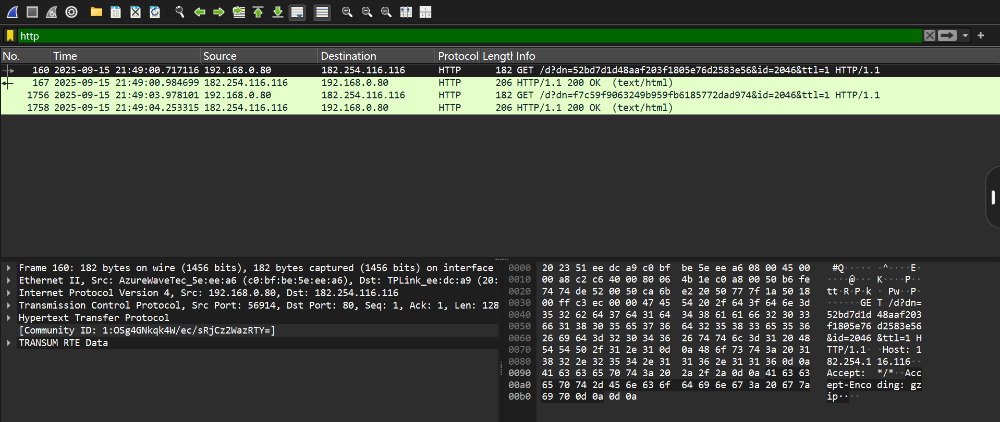 http
No. Time Source Destination Protocol Length Info
160 2025-09-15 21:49:00.717116 192.168.0.80 182.254.116.116 HTTP 182 GET /d?dn=52bd7d1d48aaf203f1805e76d2583e56&id=2046&ttl=1 HTTP/1.1
167 2025-09-15 21:49:00.984699 182.254.116.116 192.168.0.80 HTTP 206 HTTP/1.1 200 OK  (text/html)
1756 2025-09-15 21:49:03.978101 192.168.0.80 182.254.116.116 HTTP 182 GET /d?dn=f7c59f9063249b959fb6185772dad974&id=2046&ttl=1 HTTP/1.1
1758 2025-09-15 21:49:04.253315 182.254.116.116 192.168.0.80 HTTP 206 HTTP/1.1 200 OK  (text/html)
Frame 160: 182 bytes on wire (1456 bits), 182 bytes captured (1456 bits) on interface
Ethernet II, Src: AzureWaveTec_5e:ee:a6 (c0:bf:be:5e:ee:a6), Dst: TPLink_ee:dc:a9 (20:
Internet Protocol Version 4, Src: 192.168.0.80, Dst: 182.254.116.116
Transmission Control Protocol, Src Port: 56914, Dst Port: 80, Seq: 1, Ack: 1, Len: 128
Hypertext Transfer Protocol
[Community ID: 1:OSg4GNkqk4W/ec/sRjCz2WazRTY=]
TRANSUM RTE Data
0000 20 23 51 ee dc a9 c0 bf be 5e ee a6 08 00 45 00  #Q····· ·^····E·
0010 00 a8 c2 c6 40 00 80 06 4b 1e c0 a8 00 50 b6 fe ····@··· K····P··
0020 74 74 de 52 00 50 ca 6b e2 20 50 77 7f 1a 50 18 tt·R·P·k · Pw··P·
0030 00 ff c3 ec 00 00 47 45 54 20 2f 64 3f 64 6e 3d ······GE T /d?dn=
0040 35 32 62 64 37 64 31 64 34 38 61 61 66 32 30 33 52bd7d1d 48aaf203
0050 66 31 38 30 35 65 37 36 64 32 35 38 33 65 35 36 f1805e76 d2583e56
0060 26 69 64 3d 32 30 34 36 26 74 74 6c 3d 31 20 48 &id=2046 &ttl=1 H
0070 54 54 50 2f 31 2e 31 0d 0a 48 6f 73 74 3a 20 31 TTP/1.1· ·Host: 1
0080 38 32 2e 32 35 34 2e 31 31 36 2e 31 31 36 0d 0a 82.254.1 16.116··
0090 41 63 63 65 70 74 3a 20 2a 2f 2a 0d 0a 41 63 63 Accept:  */*··Acc
00a0 65 70 74 2d 45 6e 63 6f 64 69 6e 67 3a 20 67 7a ept-Enco ding: gz
00b0 69 70 0d 0a 0d 0a ip····